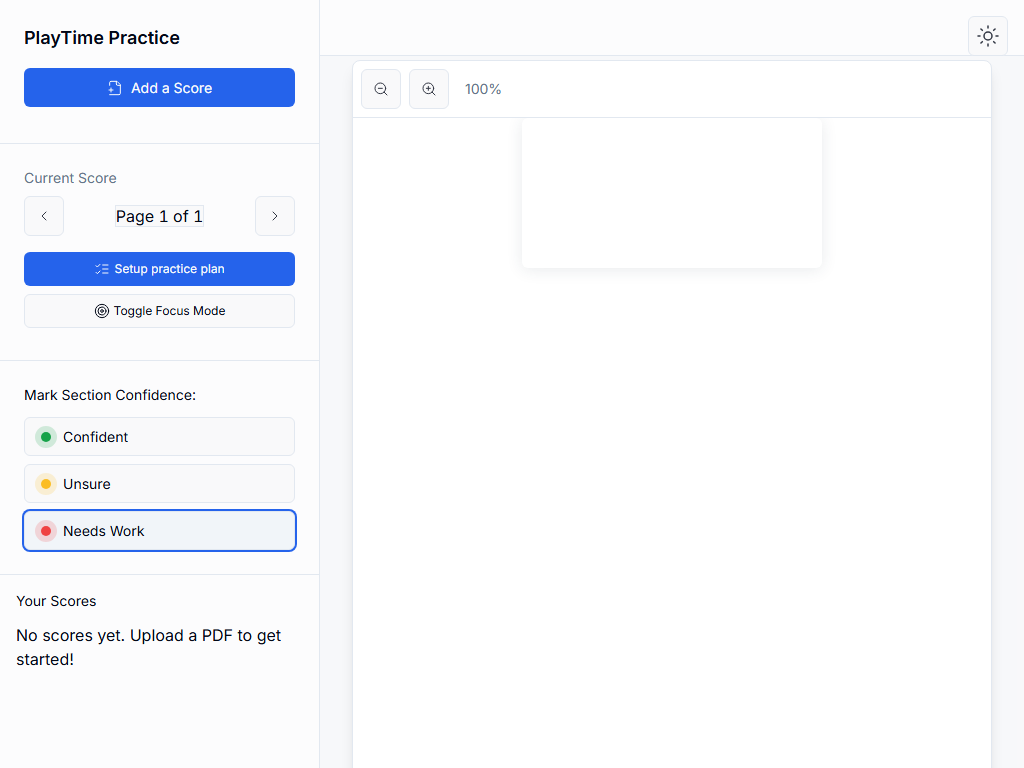 PlayTime Practice
Add a Score
Current Score
Page 1 of 1
Setup practice plan
Toggle Focus Mode
Mark Section Confidence:
Confident
Unsure
Needs Work
Your Scores
No scores yet. Upload a PDF to get
started!
100%